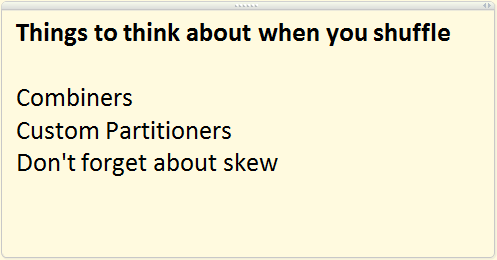 Things to think about when you shuffle
Combiners
Custom Partitioners
Don't forget about skew